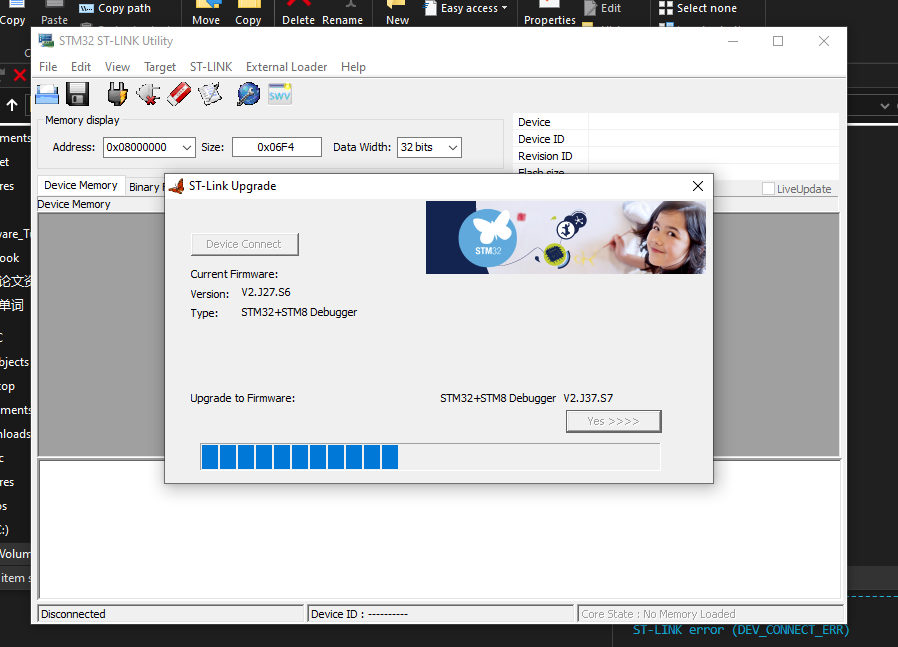 Copy Paste Copy path Move Copy Delete Rename New Easy access Properties Edit Select none
STM32 ST-LINK Utility
File Edit View Target ST-LINK External Loader Help
SWV
Memory display
Address: 0x08000000 Size: 0x06F4 Data Width: 32 bits
Device
Device ID
Revision ID
Flash size
LiveUpdate
Device Memory Binary F
Device Memory
ments
et
res
ware_Tu
ook
论文资
单词
C
bjects
top
ments
nloads
c
res
os
C:)
Volum
item s
ST-Link Upgrade
STM32
Device Connect
Current Firmware:
Version: V2.J27.S6
Type: STM32+STM8 Debugger
Upgrade to Firmware: STM32+STM8 Debugger V2.J37.S7
Yes >>>>
Disconnected Device ID : ---------- Core State : No Memory Loaded
ST-LINK error (DEV_CONNECT_ERR)